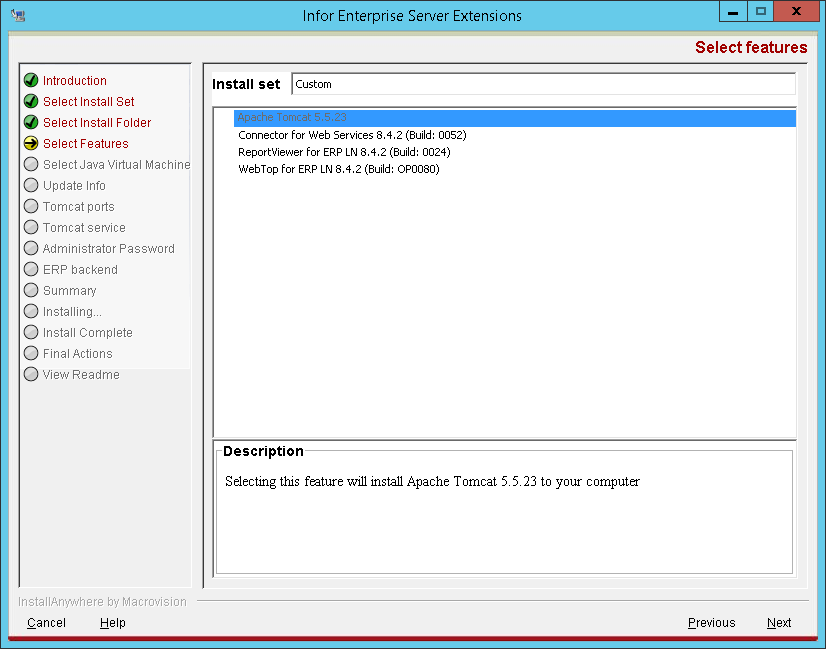 Infor Enterprise Server Extensions
Select features
Introduction
Select Install Set
Select Install Folder
Select Features
Select Java Virtual Machine
Update Info
Tomcat ports
Tomcat service
Administrator Password
ERP backend
Summary
Installing...
Install Complete
Final Actions
View Readme
Install set Custom
Apache Tomcat 5.5.23
Connector for Web Services 8.4.2 (Build: 0052)
ReportViewer for ERP LN 8.4.2 (Build: 0024)
WebTop for ERP LN 8.4.2 (Build: OP0080)
Description
Selecting this feature will install Apache Tomcat 5.5.23 to your computer
InstallAnywhere by Macrovision
Cancel Help Previous Next